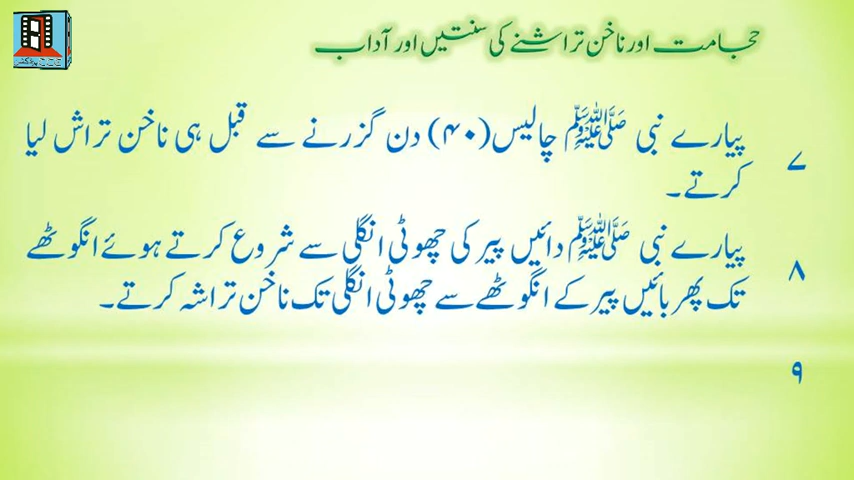 حجامت اور ناخن تراشنے کی سنتیں اور آداب
۷ پیارے نبی ﷺ چالیس(۴۰) دن گزرنے سے قبل ہی ناخن تراش لیا
کرتے۔
۸ پیارے نبی ﷺ دائیں پیر کی چھوٹی انگلی سے شروع کرتے ہوئے انگوٹھے
تک پھر بائیں پیر کے انگوٹھے سے چھوٹی انگلی تک ناخن تراشہ کرتے۔
۹